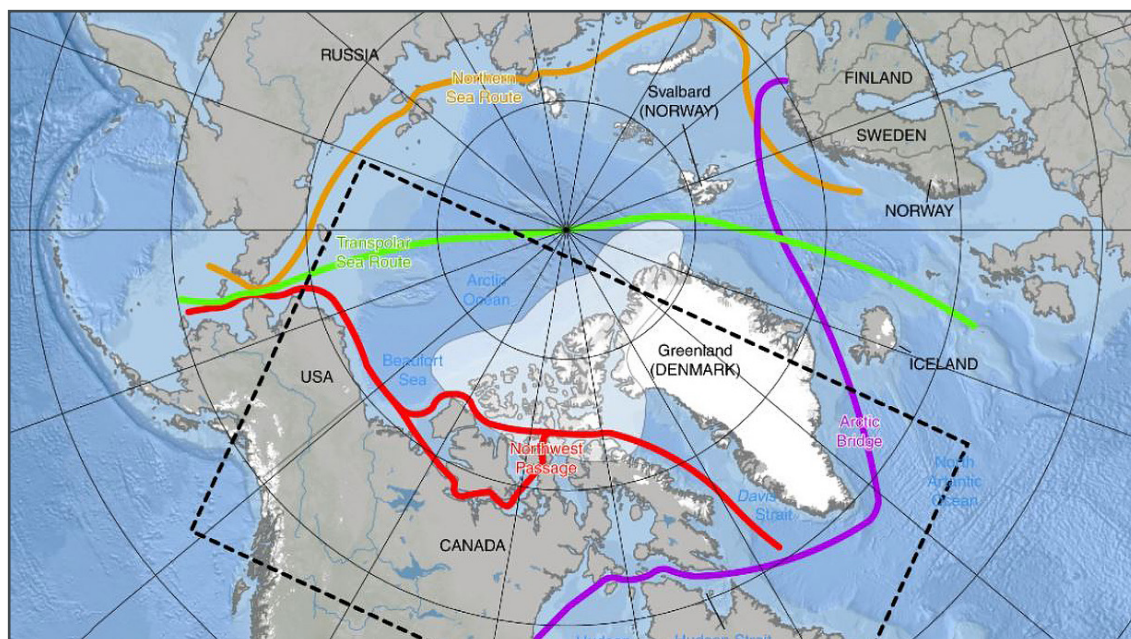 RUSSIA
Northern
Sea Route
Svalbard
(NORWAY)
FINLAND
SWEDEN
NORWAY
Transpolar
Sea Route
Arctic
Ocean
Beaufort
Sea
USA
Greenland
(DENMARK)
ICELAND
Arctic
Bridge
Northwest
Passage
North
Atlantic
Ocean
Davis
Strait
CANADA
Hudson
Hudson Strait